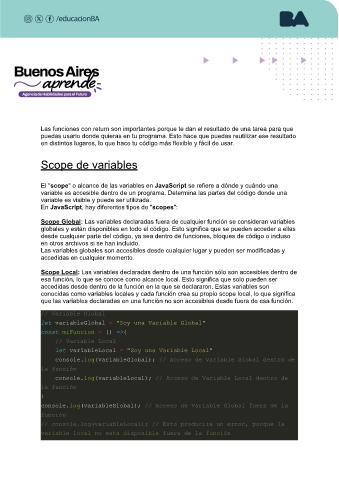 /educacionBA
BA
Buenos Aires
aprende
Agencia de Habilidades para el Futuro
Las funciones con return son importantes porque te dan el resultado de una tarea para que
puedas usarlo donde quieras en tu programa. Esto hace que puedas reutilizar ese resultado
en distintos lugares, lo que hace tu código más flexible y fácil de usar.
Scope de variables
El "scope" o alcance de las variables en JavaScript se refiere a dónde y cuándo una
variable es accesible dentro de un programa. Determina las partes del código donde una
variable es visible y puede ser utilizada.
En JavaScript, hay diferentes tipos de "scopes":
Scope Global: Las variables declaradas fuera de cualquier función se consideran variables
globales y están disponibles en todo el código. Esto significa que se pueden acceder a ellas
desde cualquier parte del código, ya sea dentro de funciones, bloques de código o incluso
en otros archivos si se han incluido.
Las variables globales son accesibles desde cualquier lugar y pueden ser modificadas y
accedidas en cualquier momento.
Scope Local: Las variables declaradas dentro de una función sólo son accesibles dentro de
esa función, lo que se conoce como alcance local. Esto significa que solo pueden ser
accedidas desde dentro de la función en la que se declararon. Estas variables son
conocidas como variables locales y cada función crea su propio scope local, lo que significa
que las variables declaradas en una función no son accesibles desde fuera de esa función.
// Variable Global
let variableGlobal = "Soy una Variable Global"
const miFuncion = () =>{
// Variable Local
let variableLocal = "Soy una Variable Local"
console.log(variableGlobal); // Acceso de Variable Global dentro de
la función
console.log(variableLocal); // Acceso de Variable Local dentro de
la función
}
console.log(variableGlobal); // Acceso de Variable Global fuera de la
función
// console.log(variableLocal); // Esto produciría un error, porque la
variable local no está disponible fuera de la función